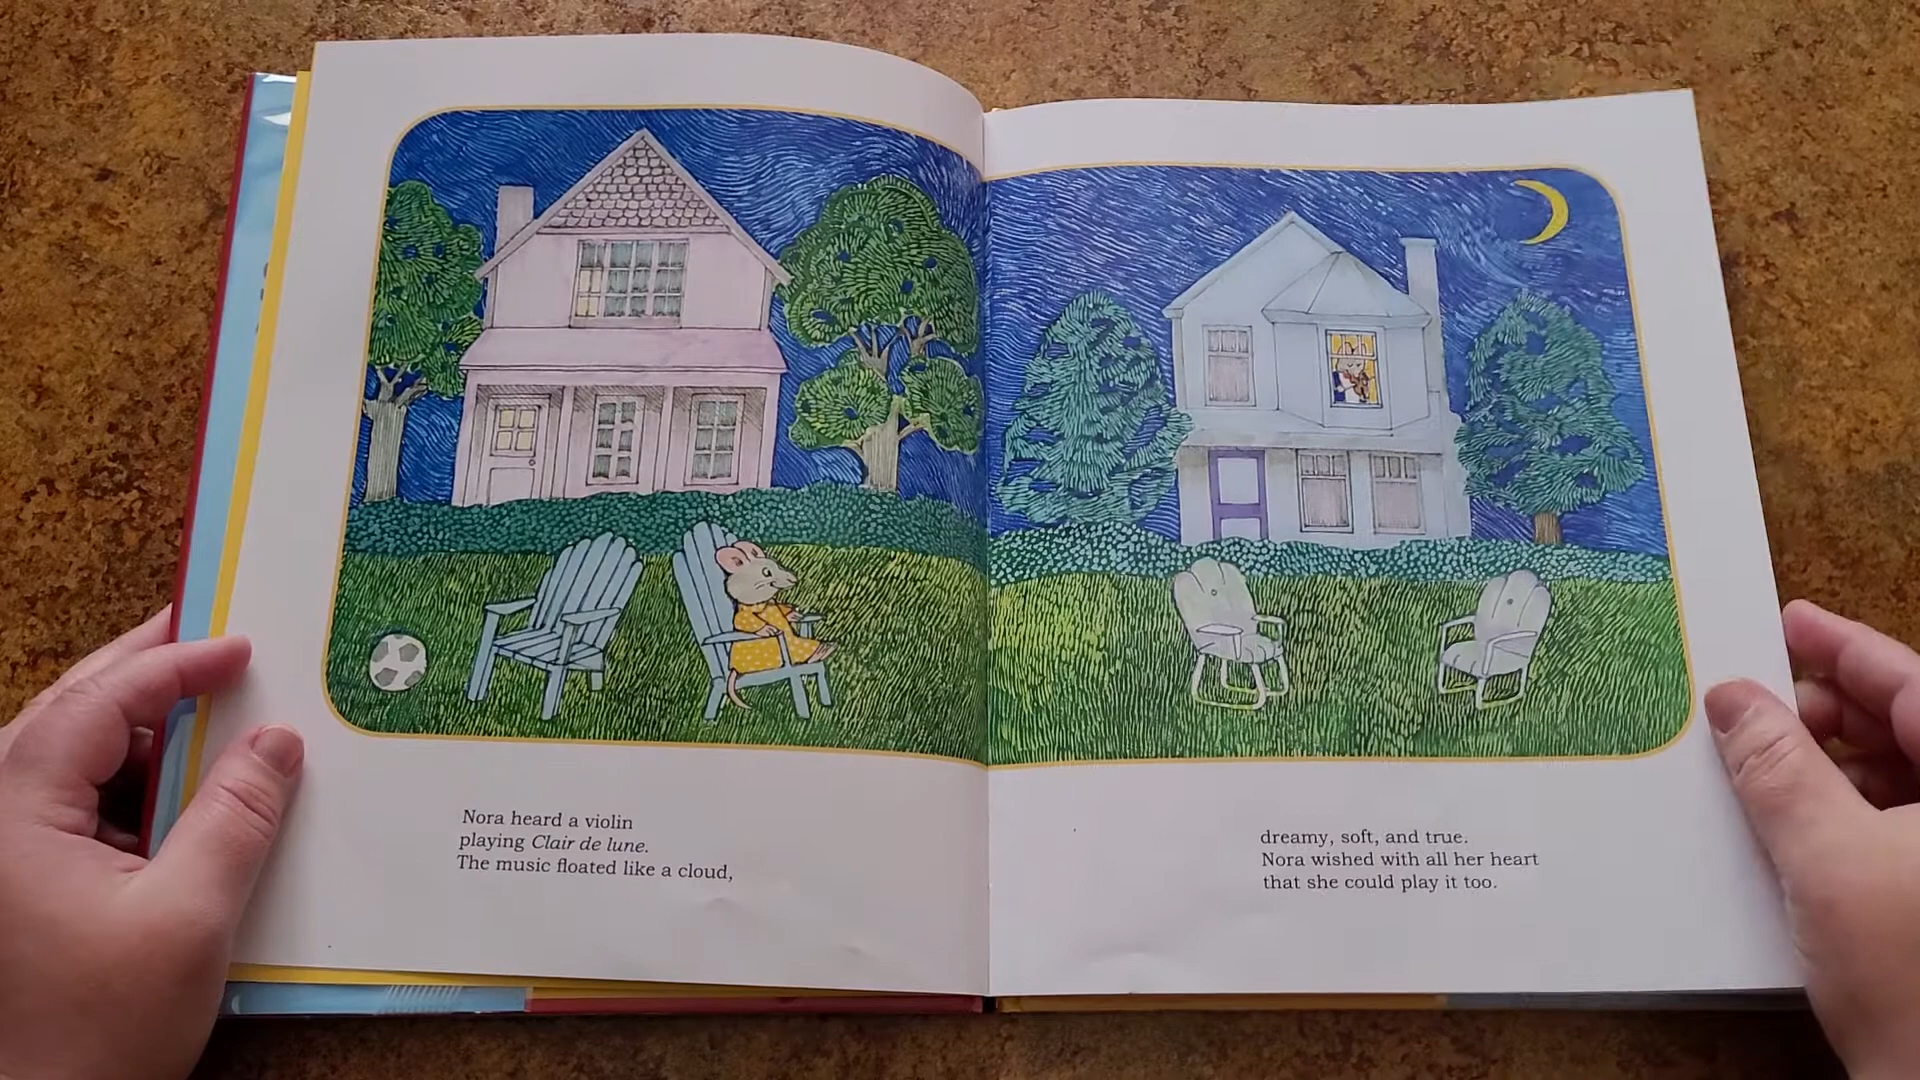 Nora heard a violin
playing Clair de lune.
The music floated like a cloud,
dreamy, soft, and true.
Nora wished with all her heart
that she could play it too.